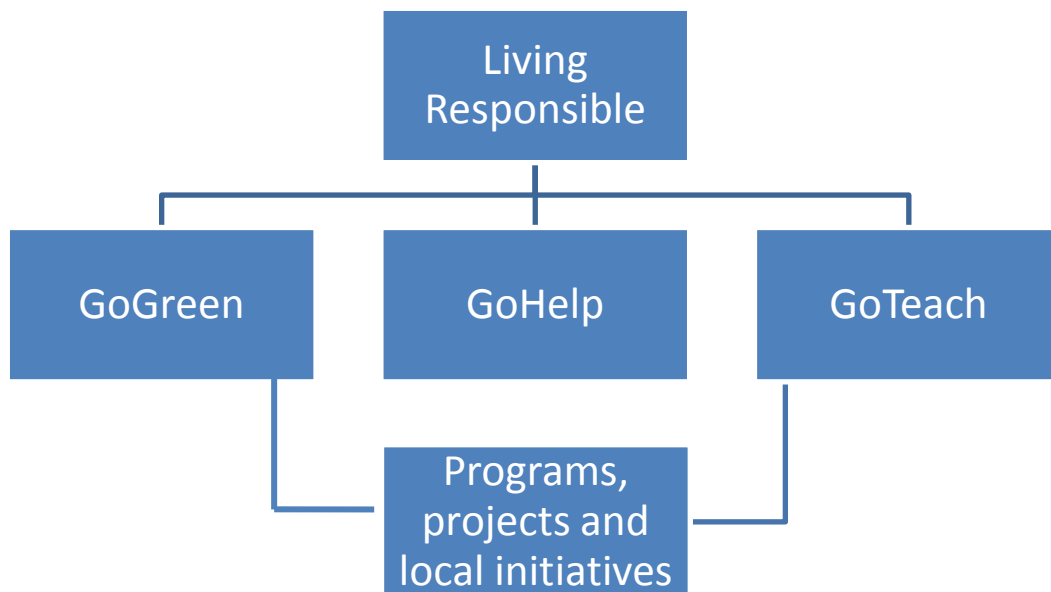 Living
Responsible
GoGreen
GoHelp
GoTeach
Programs,
projects and
local initiatives